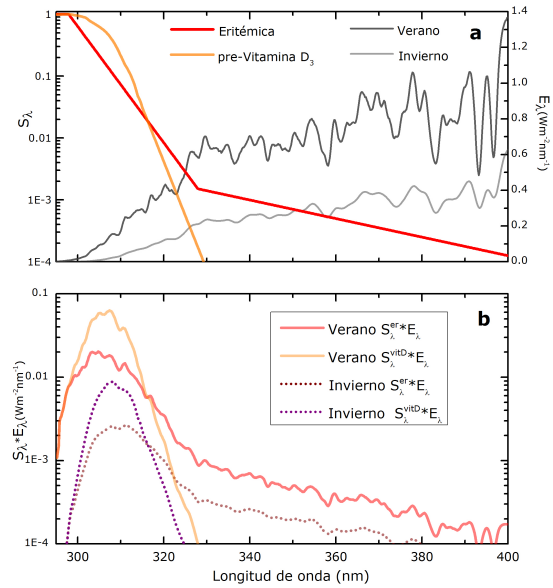 1
0.1
0.01
1E-3
1E-4
Sλ
Eritémica
pre-Vitamina D3
Verano
Invierno
a
1.4
1.2
1.0
0.8
0.6
0.4
0.2
0.0
Eλ(Wm-2nm-1)
0.1
0.01
1E-3
1E-4
Sλ*Eλ(Wm-2nm-1)
b
Verano Sλer*Eλ
Verano SλvitD*Eλ
Invierno Sλer*Eλ
Invierno SλvitD*Eλ
300 320 340 360 380 400
Longitud de onda (nm)